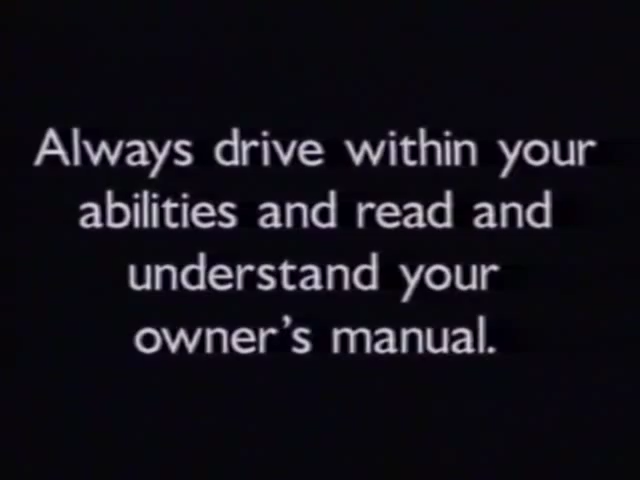 Always drive within your
abilities and read and
understand your
owner's manual.